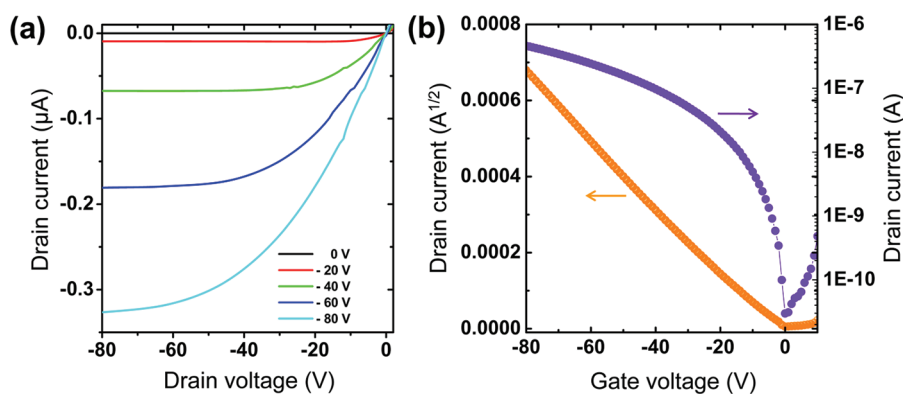 (a)
Drain current (μA)
0.0
-0.1
-0.2
-0.3
0 V
- 20 V
- 40 V
- 60 V
- 80 V
-80 -60 -40 -20 0
Drain voltage (V)
(b)
Drain current (A1/2)
0.0008
0.0006
0.0004
0.0002
0.0000
-80 -60 -40 -20 0
Gate voltage (V)
1E-6
1E-7
1E-8
1E-9
1E-10
Drain current (A)